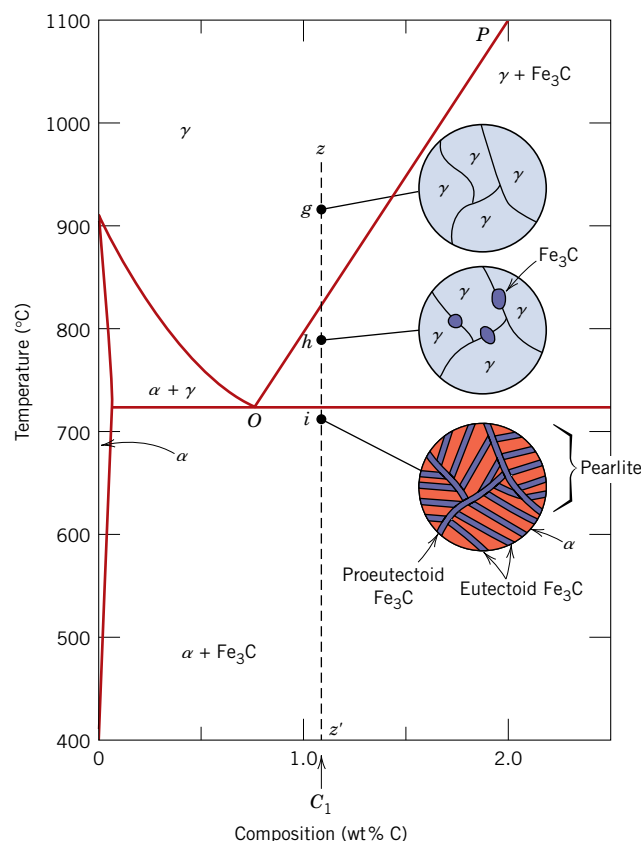 1100
P
γ + Fe₃C
1000
γ
z
γ
γ
γ
g
γ
900
Fe₃C
γ
800
γ
γ
h
γ
α + γ
O
i
700
α
Pearlite
600
α
Proeutectoid
Fe₃C
Eutectoid Fe₃C
500
α + Fe₃C
400
z′
0
1.0
2.0
C₁
Composition (wt% C)
Temperature (°C)